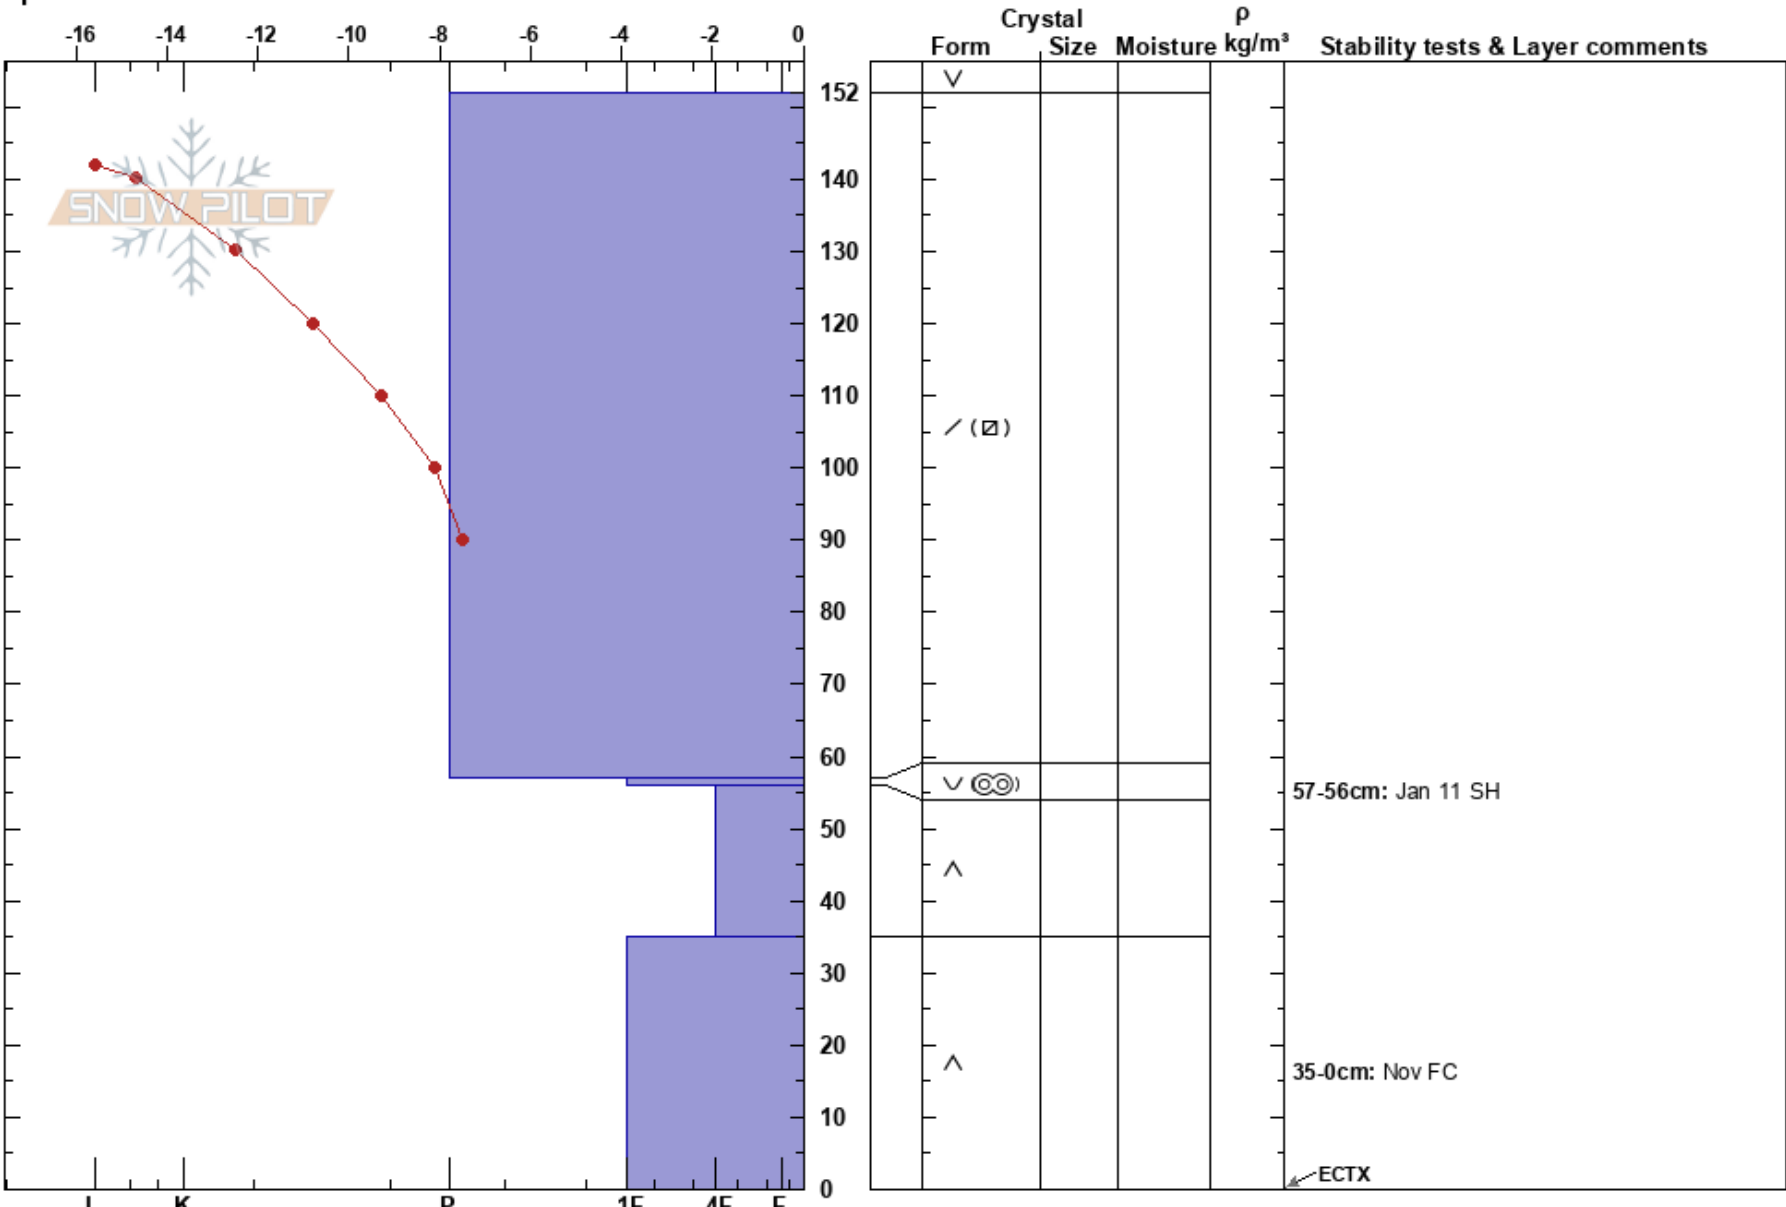 Crystal ρ
-16 -14 -12 -10 -8 -6 -4 -2 0 Form Size Moisture kg/m³ Stability tests & Layer comments
152
140
SNOW PILOT
130
120
110
100
90
80
70
60
57-56cm: Jan 11 SH
50
40
30
20
35-0cm: Nov FC
10
ECTX
0
I K P 1F 4F F